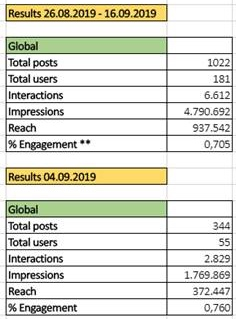 Results 26.08.2019 - 16.09.2019
Global
Total posts 1022
Total users 181
Interactions 6.612
Impressions 4.790.692
Reach 937.542
% Engagement ** 0,705
Results 04.09.2019
Global
Total posts 344
Total users 55
Interactions 2.829
Impressions 1.769.869
Reach 372.447
% Engagement 0,760